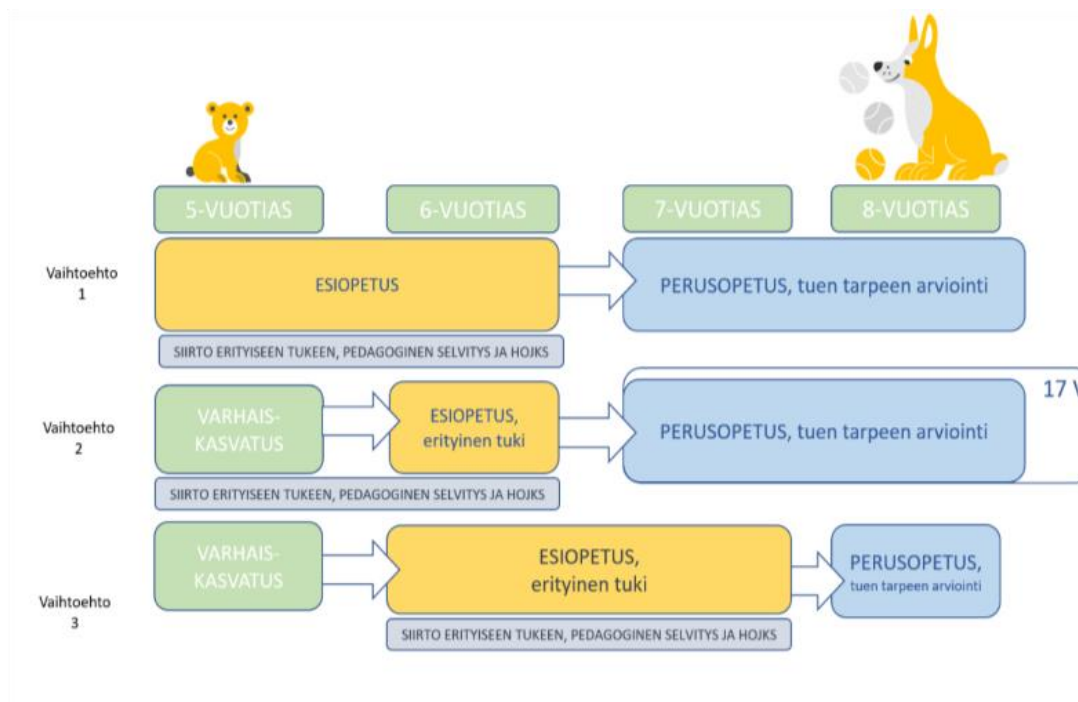 5-VUOTIAS
6-VUOTIAS
7-VUOTIAS
8-VUOTIAS
Vaihtoehto
1
ESIOPETUS
PERUSOPETUS, tuen tarpeen arviointi
SIIRTO ERITYISEEN TUKEEN, PEDAGOGINEN SELVITYS JA HOJKS
Vaihtoehto
2
VARHAIS-
KASVATUS
ESIOPETUS,
erityinen tuki
PERUSOPETUS, tuen tarpeen arviointi
17 V
SIIRTO ERITYISEEN TUKEEN, PEDAGOGINEN SELVITYS JA HOJKS
Vaihtoehto
3
VARHAIS-
KASVATUS
ESIOPETUS,
erityinen tuki
PERUSOPETUS,
tuen tarpeen arviointi
SIIRTO ERITYISEEN TUKEEN, PEDAGOGINEN SELVITYS JA HOJKS